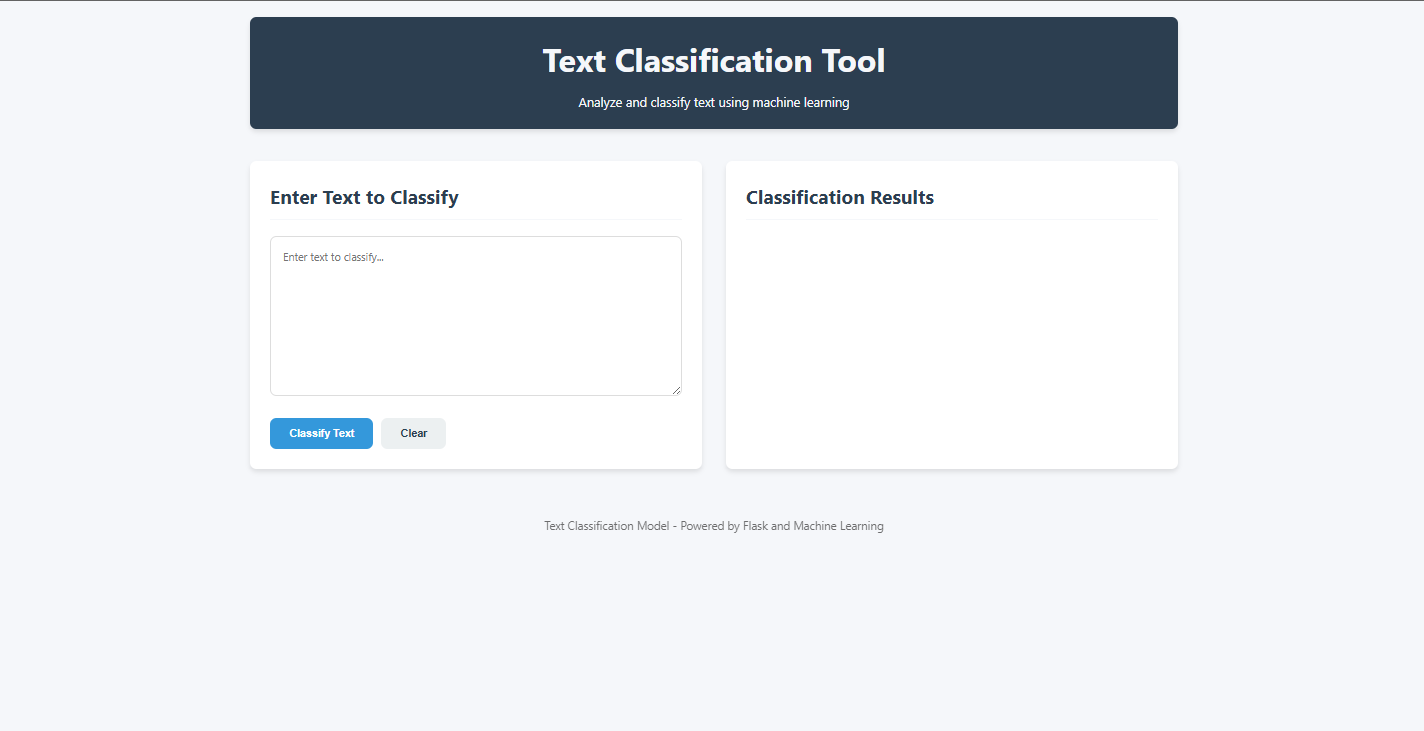 Text Classification Tool
Analyze and classify text using machine learning
Enter Text to Classify
Enter text to classify...
Classify Text
Clear
Classification Results
Text Classification Model - Powered by Flask and Machine Learning